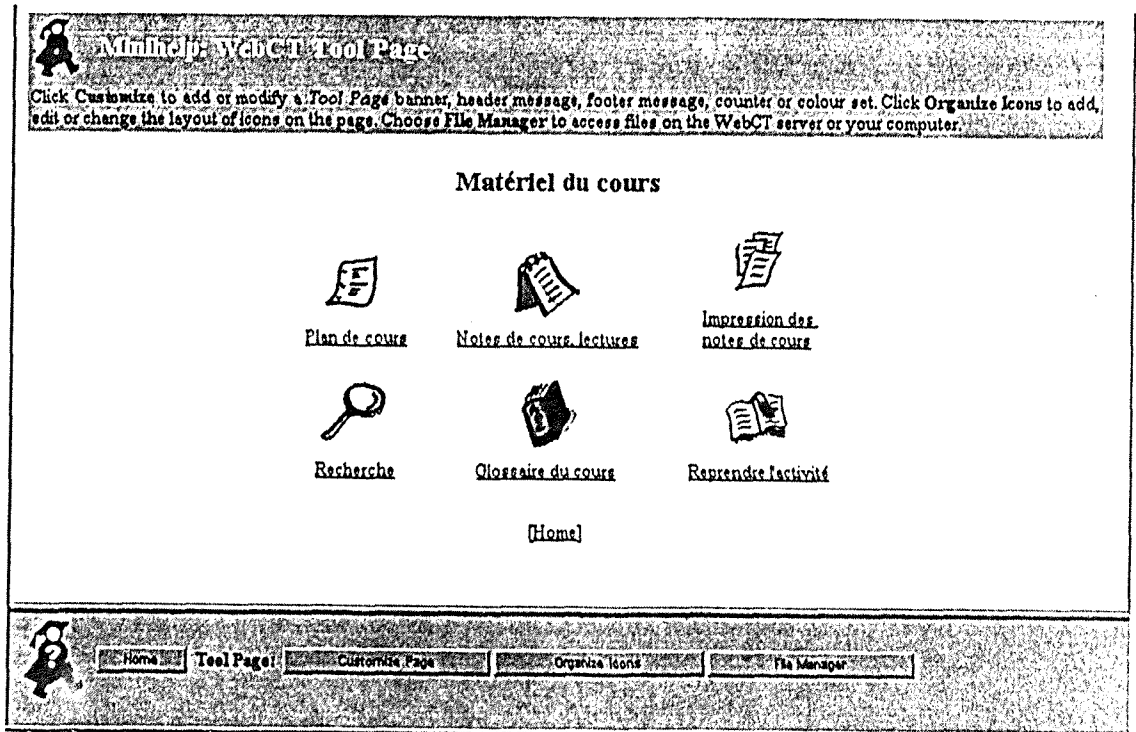 Minihelp: WebCT Tool Page
Click Customize to add or modify a Tool Page banner, header message, footer message, counter or colour set. Click Organize Icons to add,
edit or change the layout of icons on the page. Choose File Manager to access files on the WebCT server or your computer.
Matériel du cours
Plan de cours
Notes de cours, lectures
Impression des
notes de cours
Recherche
Glossaire du cours
Reprendre l'activité
[Home]
Home Tool Page: Customize Page Organize Icons File Manager